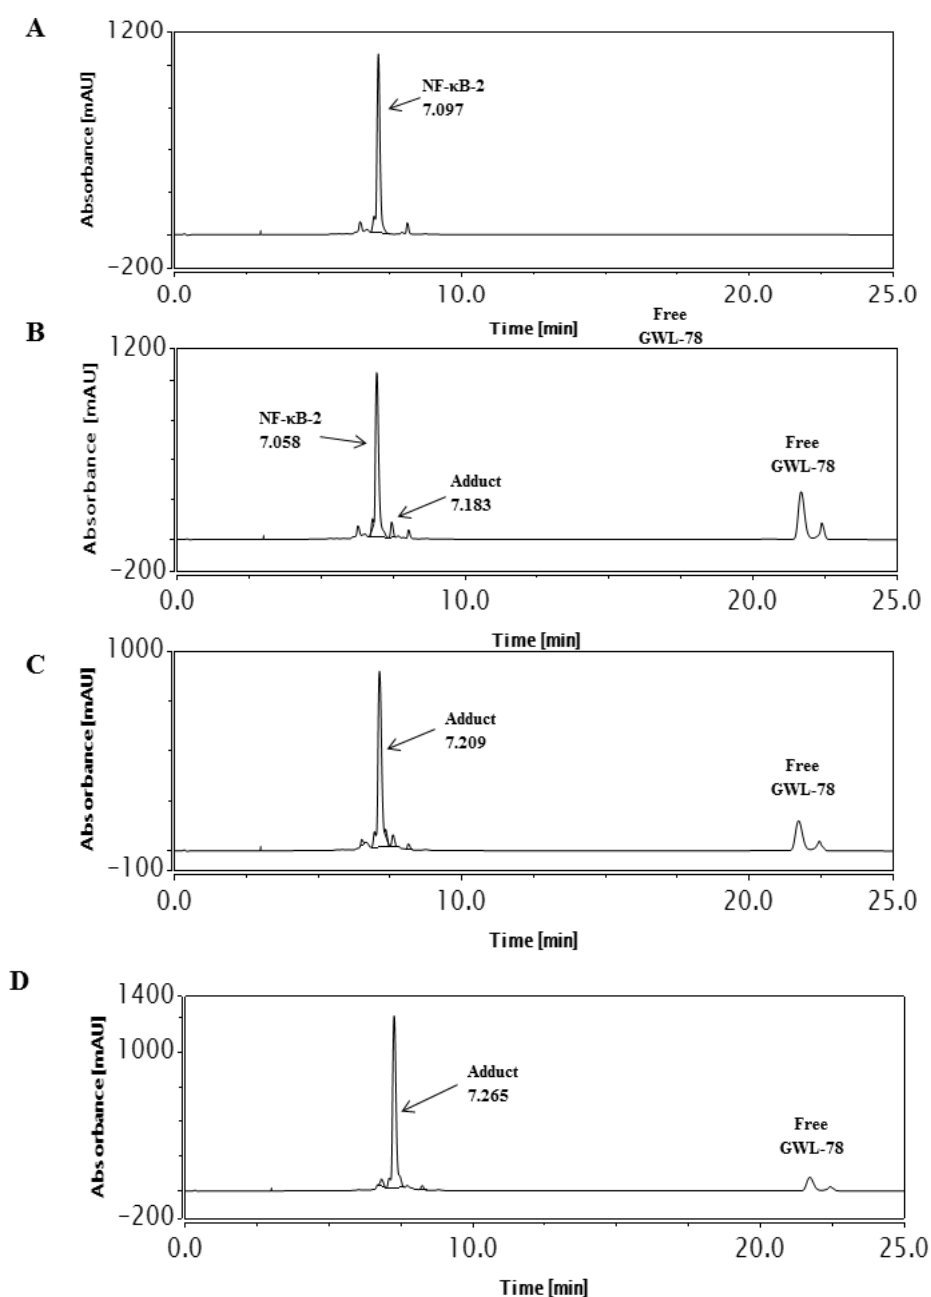 A
1200
Absorbance [mAU]
NF-κB-2
7.097
−200
0.0 10.0 20.0 25.0
Time [min]
Free
GWL-78
B
1200
Absorbance [mAU]
NF-κB-2
7.058
Adduct
7.183
Free
GWL-78
−200
0.0 10.0 20.0 25.0
Time [min]
C
1000
Absorbance [mAU]
Adduct
7.209
Free
GWL-78
−100
0.0 10.0 20.0 25.0
Time [min]
D
1400
1000
Absorbance [mAU]
Adduct
7.265
Free
GWL-78
−200
0.0 10.0 20.0 25.0
Time [min]